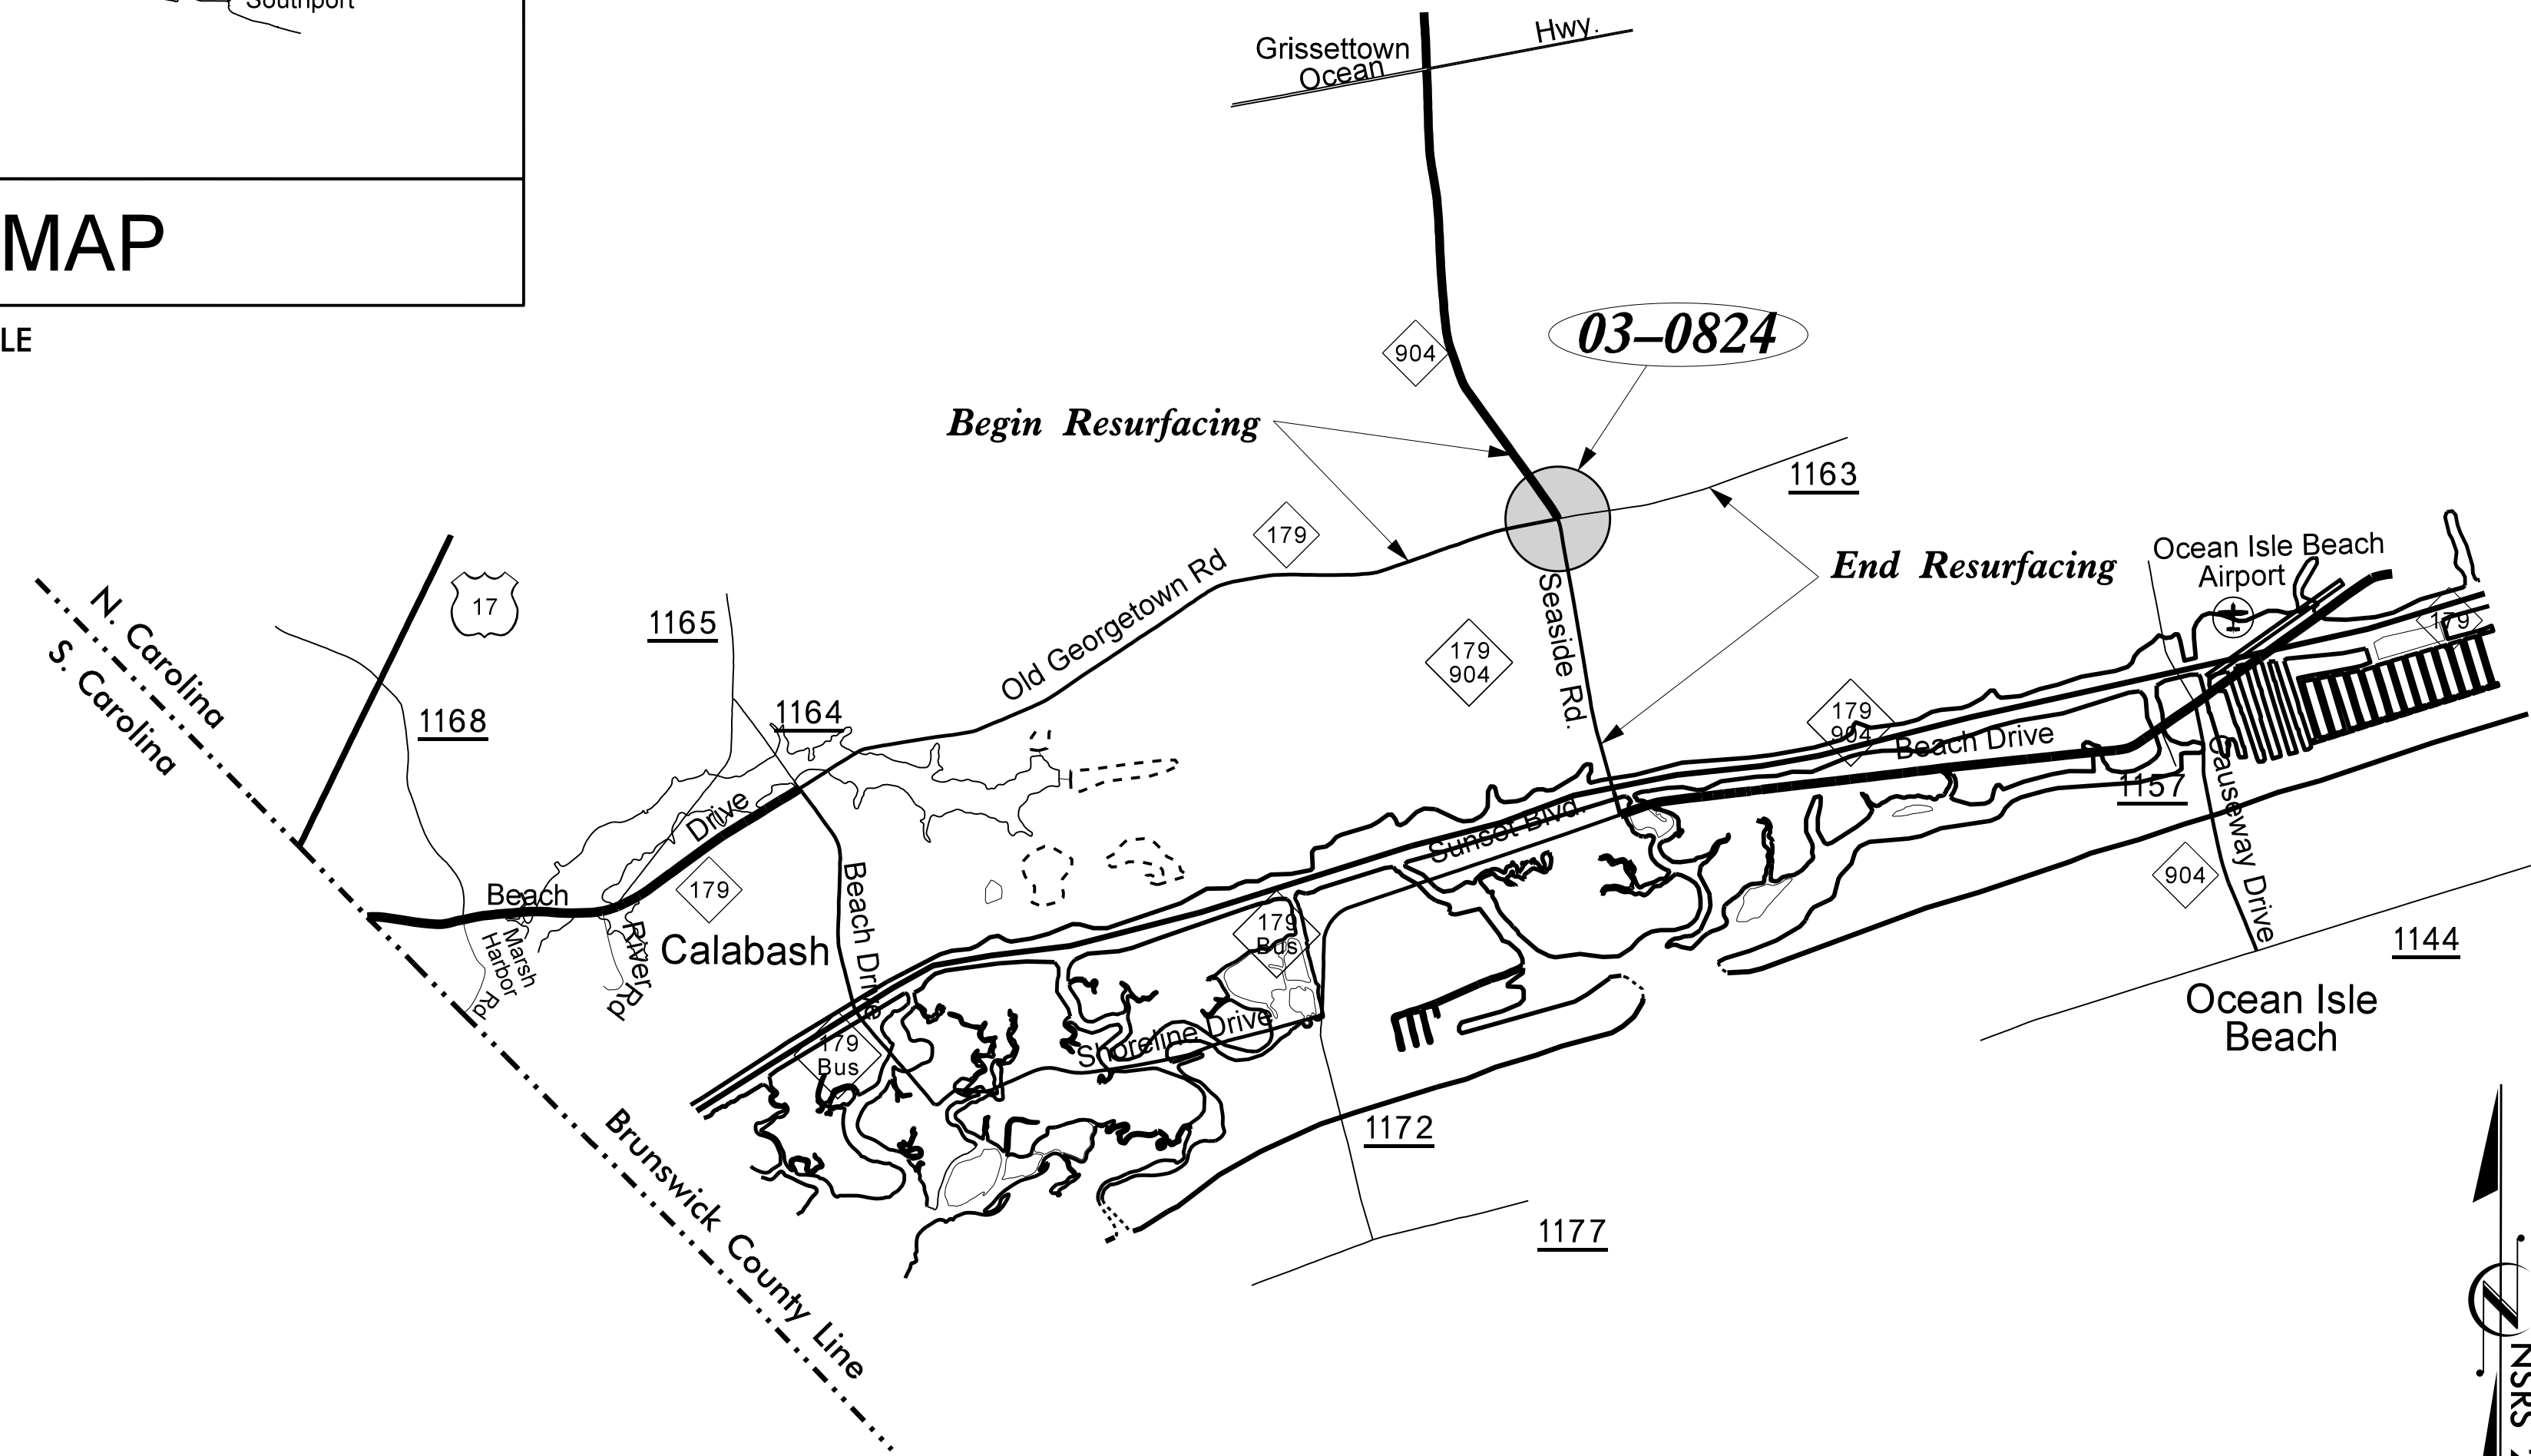 Southport
MAP
LE
Grissettown
Ocean
Hwy.
904
03–0824
Begin Resurfacing
1163
179
End Resurfacing
Ocean Isle Beach
Airport
Old Georgetown Rd
Seaside Rd.
179
904
179
N. Carolina
S. Carolina
17
1165
1168
1164
179
904
Beach Drive
1157
Causeway Drive
904
Drive
Beach
179
Sunset Blvd.
Beach Drive
Calabash
River
Rd
Marsh
Harbor
Rd
179
Bus
179
Bus
Shoreline Drive
1144
Ocean Isle
Beach
1172
1177
Brunswick County Line
N
NSRS 2